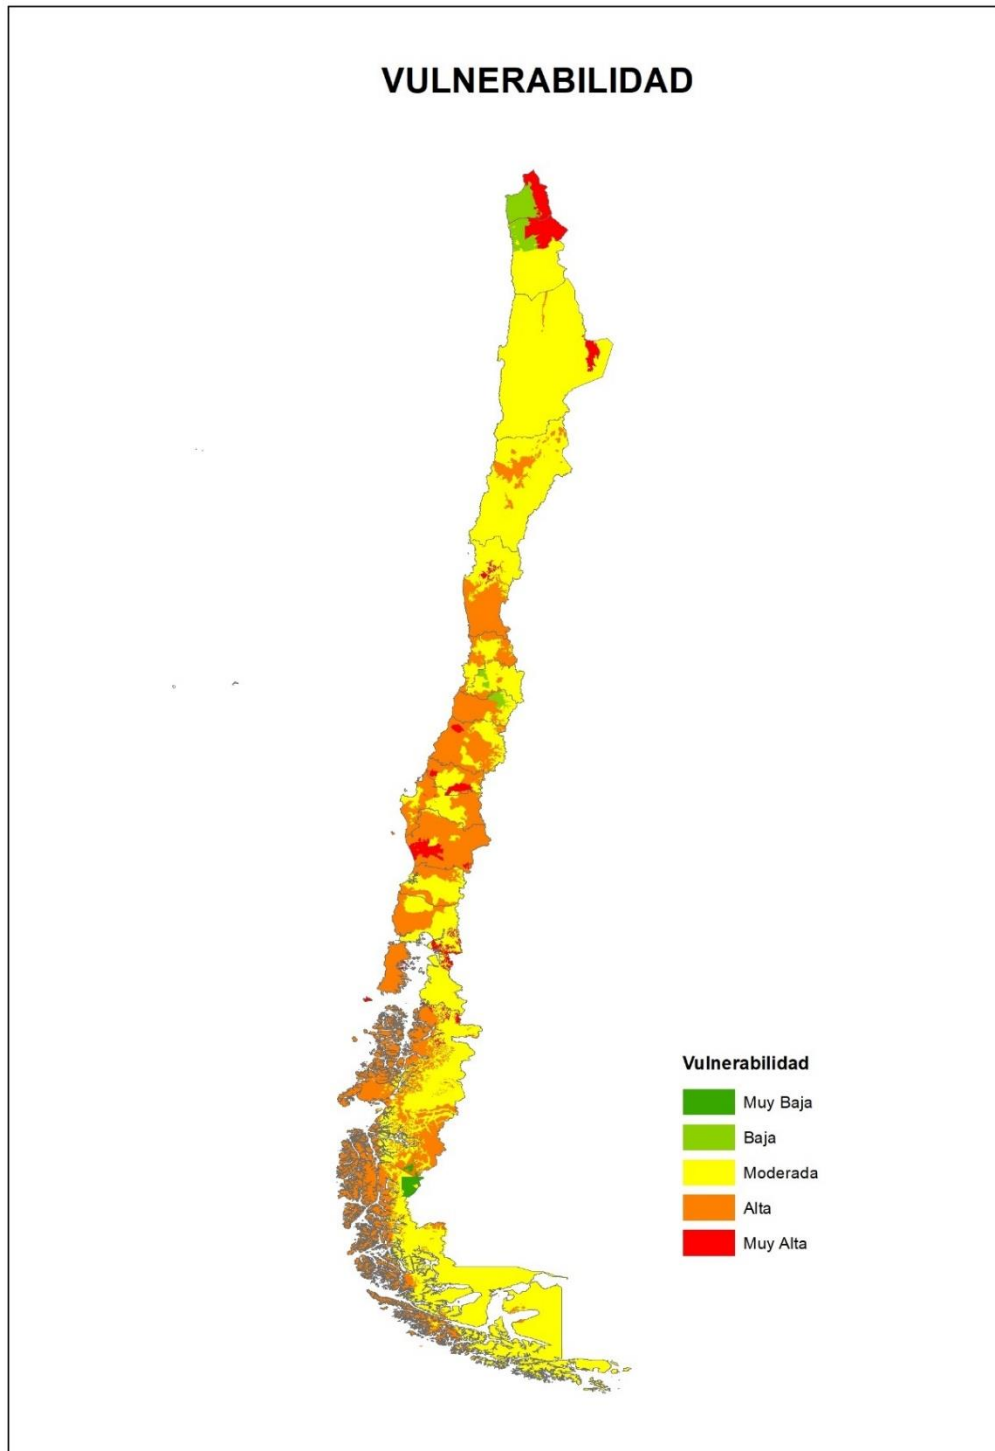 VULNERABILIDAD
Vulnerabilidad
Muy Baja
Baja
Moderada
Alta
Muy Alta